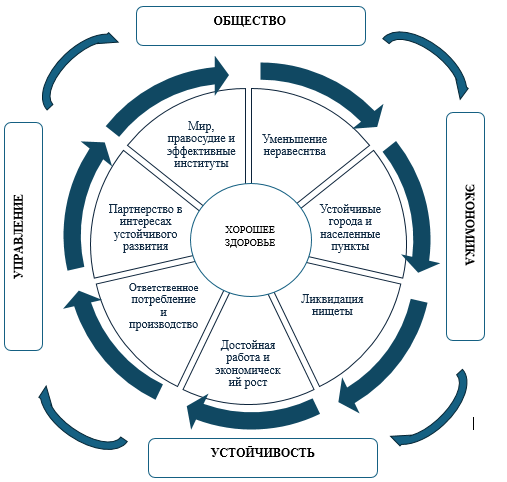 ОБЩЕСТВО
Мир,
правосудие и
эффективные
институты
Уменьшение
неравеснтва
Партнерство в
интересах
устойчивого
развития
ХОРОШЕЕ
ЗДОРОВЬЕ
Устойчивые
города и
населенные
пункты
УПРАВЛЕНИЕ
ЭКОНОМИКА
Ответственное
потребление
и
производство
Ликвидация
нищеты
Достойная
работа и
экономическ
ий рост
УСТОЙЧИВОСТЬ